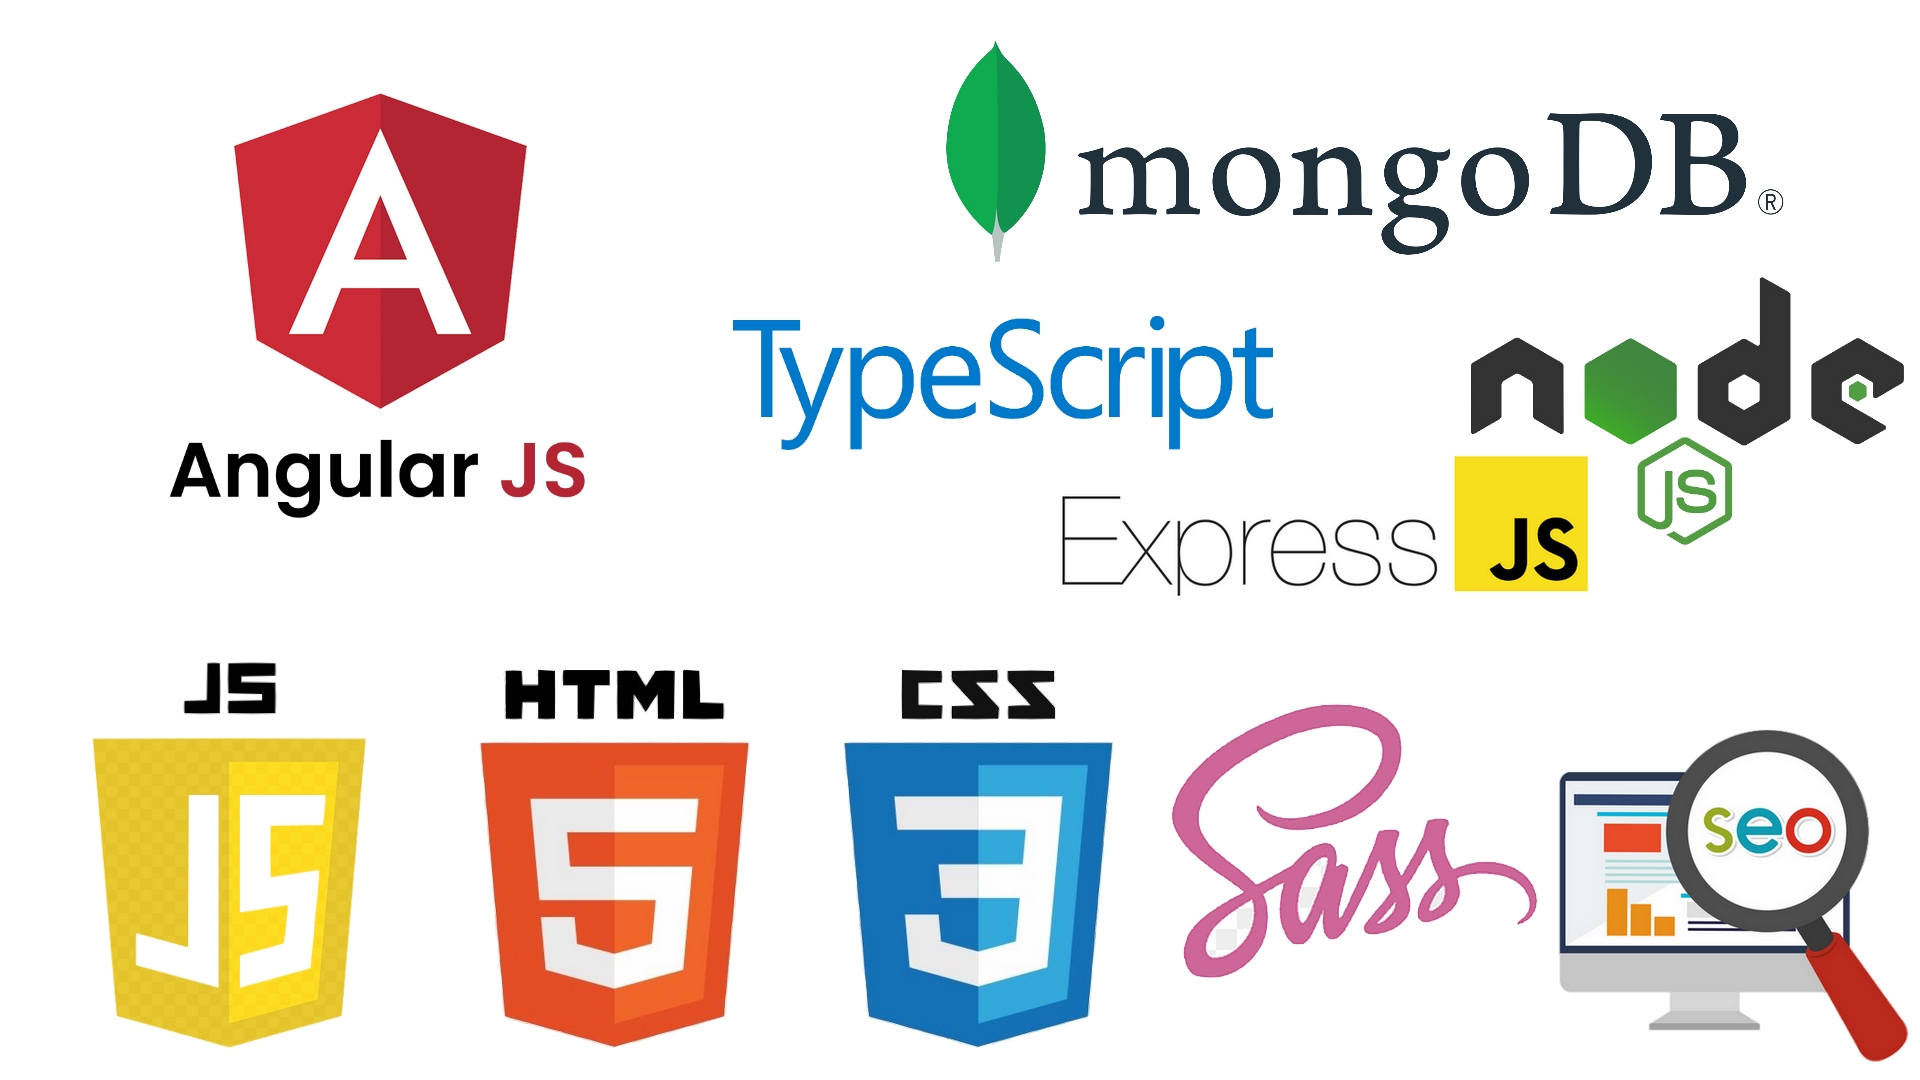 A
Angular JS
mongoDB®
TypeScript
node
JS
Express JS
JS
JS
HTML
5
CSS
3
Sass
seo